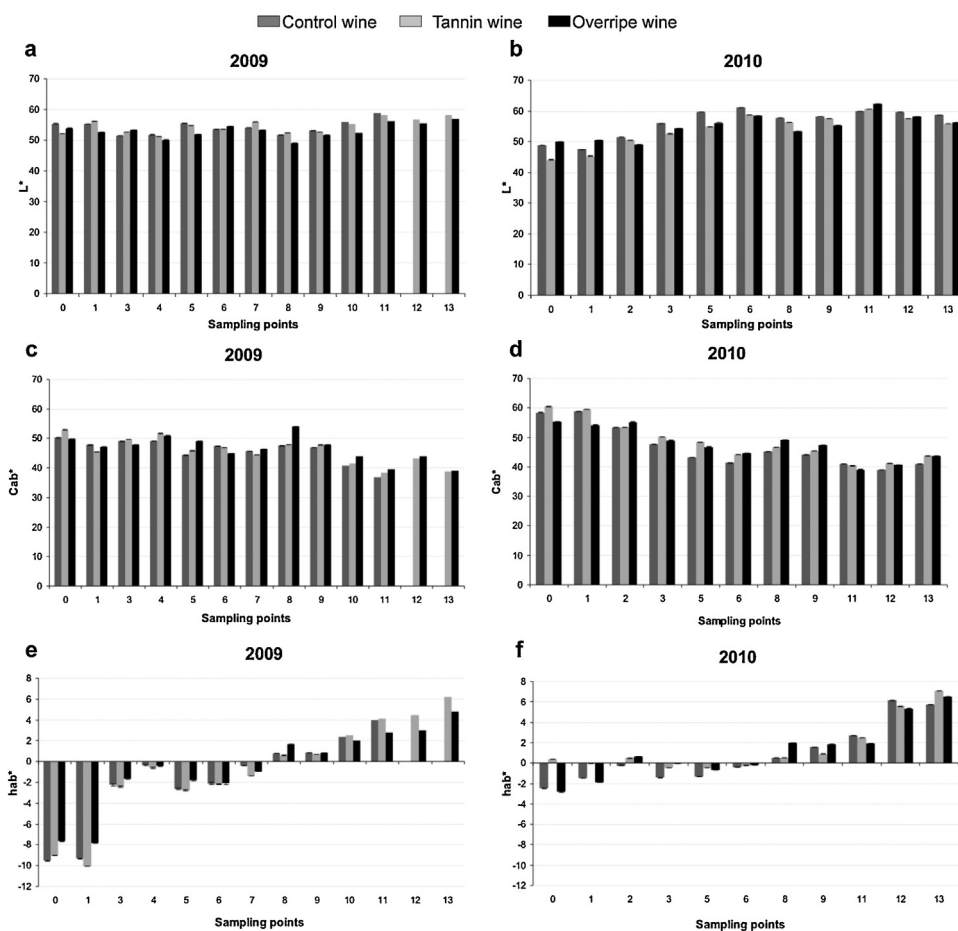 Control wine Tannin wine Overripe wine
a
2009
70
60
50
40
30
20
10
0
L*
0 1 3 4 5 6 7 8 9 10 11 12 13
Sampling points
b
2010
70
60
50
40
30
20
10
0
L*
0 1 2 3 5 6 8 9 11 12 13
Sampling points
c
2009
70
60
50
40
30
20
10
0
Cab*
0 1 3 4 5 6 7 8 9 10 11 12 13
Sampling points
d
2010
70
60
50
40
30
20
10
0
Cab*
0 1 2 3 5 6 8 9 11 12 13
Sampling points
e
2009
8
6
4
2
0
-2
-4
-6
-8
-10
-12
hab*
0 1 3 4 5 6 7 8 9 10 11 12 13
Sampling points
f
2010
8
6
4
2
0
-2
-4
-6
-8
-10
-12
hab*
0 1 2 3 5 6 8 9 11 12 13
Sampling points